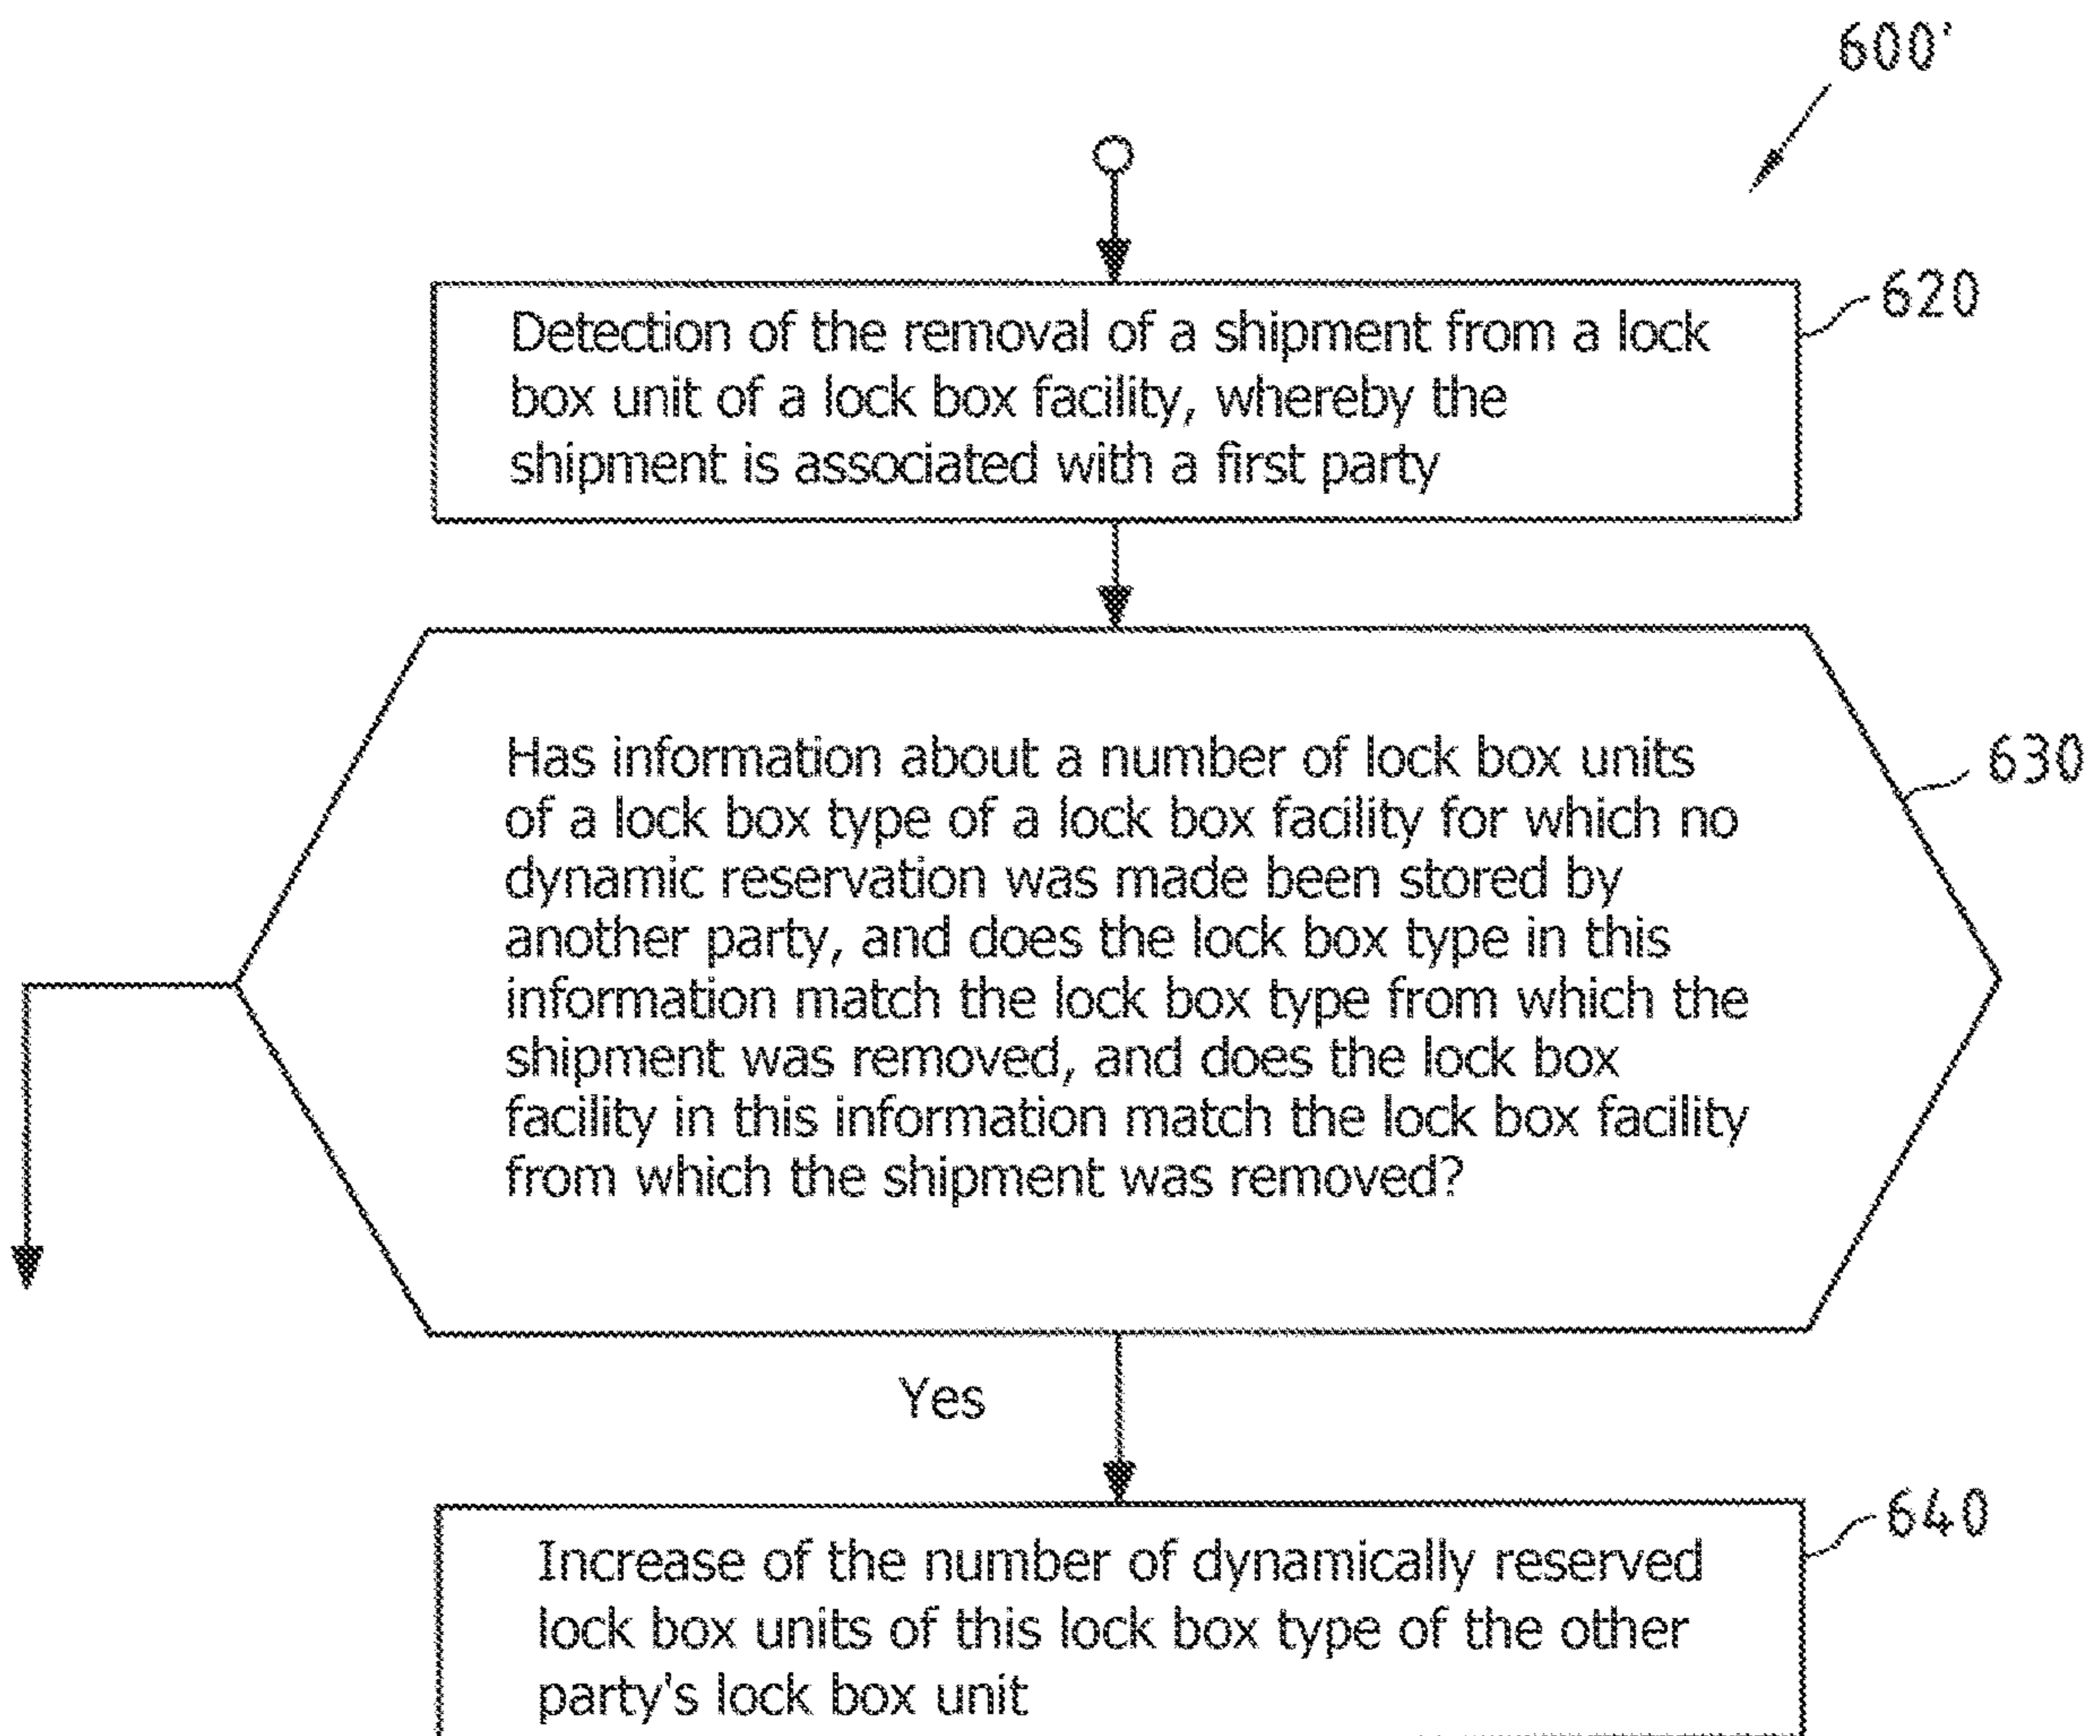 600'
620
Detection of the removal of a shipment from a lock
box unit of a lock box facility, whereby the
shipment is associated with a first party
630
Has information about a number of lock box units
of a lock box type of a lock box facility for which no
dynamic reservation was made been stored by
another party, and does the lock box type in this
information match the lock box type from which the
shipment was removed, and does the lock box
facility in this information match the lock box facility
from which the shipment was removed?
Yes
640
Increase of the number of dynamically reserved
lock box units of this lock box type of the other
party's lock box unit